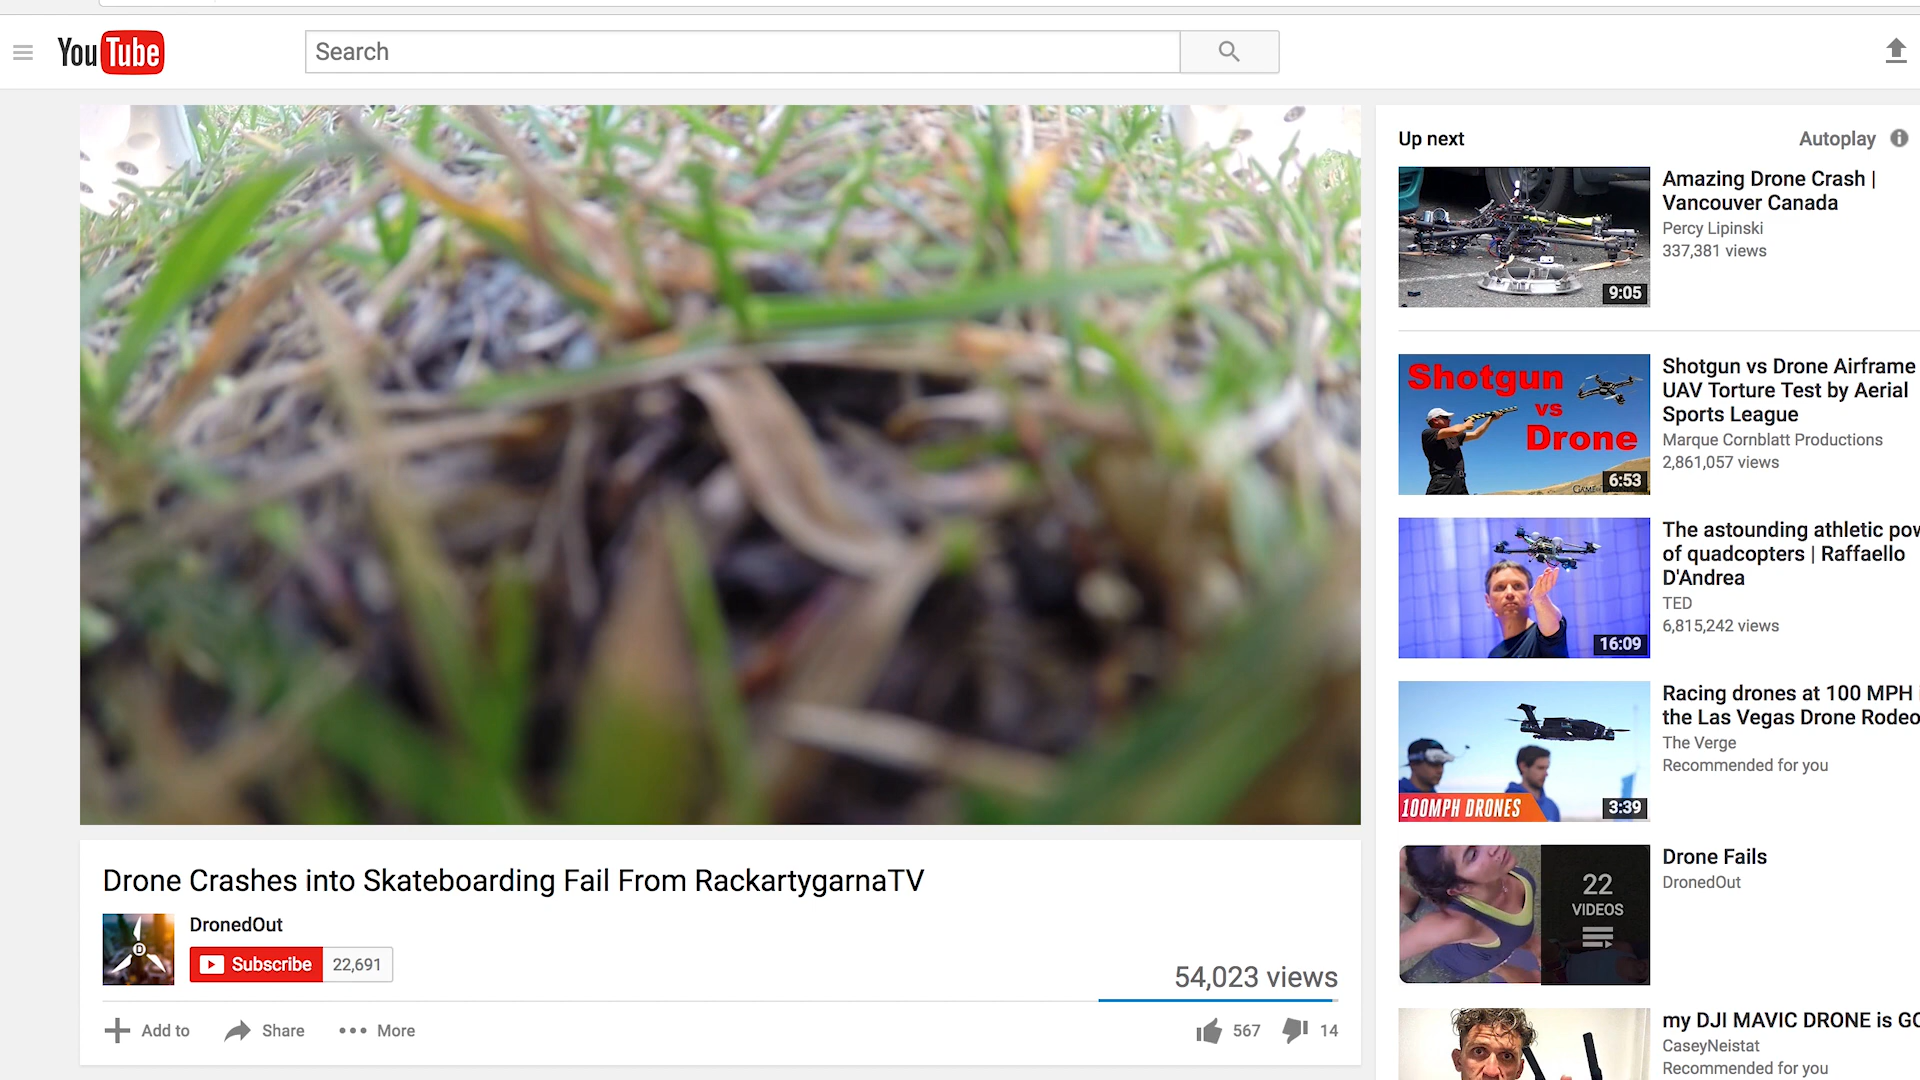 YouTube
Search
Up next
Autoplay
Amazing Drone Crash |
Vancouver Canada
Percy Lipinski
337,381 views
9:05
Shotgun
vs
Drone
6:53
Shotgun vs Drone Airframe
UAV Torture Test by Aerial
Sports League
Marque Cornblatt Productions
2,861,057 views
16:09
The astounding athletic pow
of quadcopters | Raffaello
D'Andrea
TED
6,815,242 views
100MPH DRONES
3:39
Racing drones at 100 MPH i
the Las Vegas Drone Rodeo
The Verge
Recommended for you
22
VIDEOS
Drone Fails
DronedOut
my DJI MAVIC DRONE is GO
CaseyNeistat
Recommended for you
Drone Crashes into Skateboarding Fail From RackartygarnaTV
D
DronedOut
Subscribe 22,691
54,023 views
Add to Share More
567 14